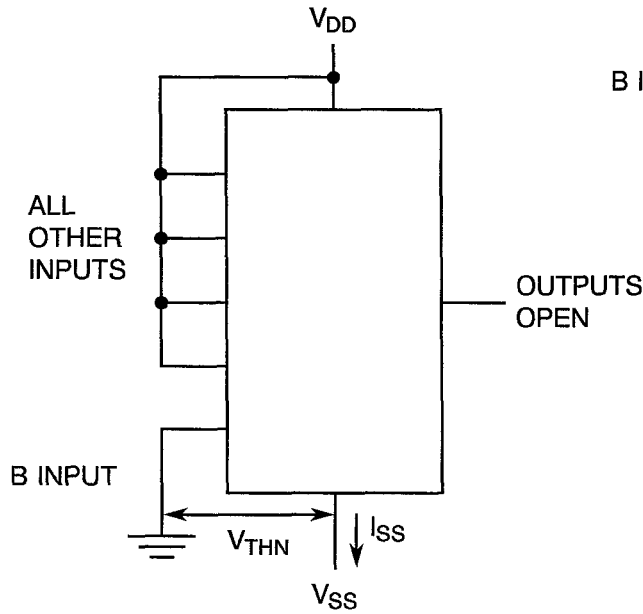 VDD
B I
ALL
OTHER
INPUTS
OUTPUTS
OPEN
B INPUT
VTHN
ISS
VSS